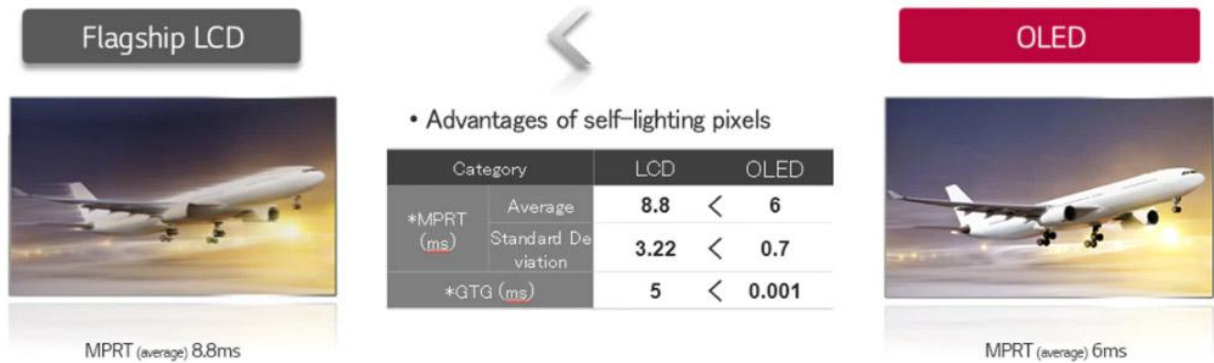 Flagship LCD
OLED
• Advantages of self-lighting pixels
Category LCD OLED
*MPRT (ms) Average 8.8 < 6
Standard De
viation 3.22 < 0.7
*GTG (ms) 5 < 0.001
MPRT (average) 8.8ms
MPRT (average) 6ms